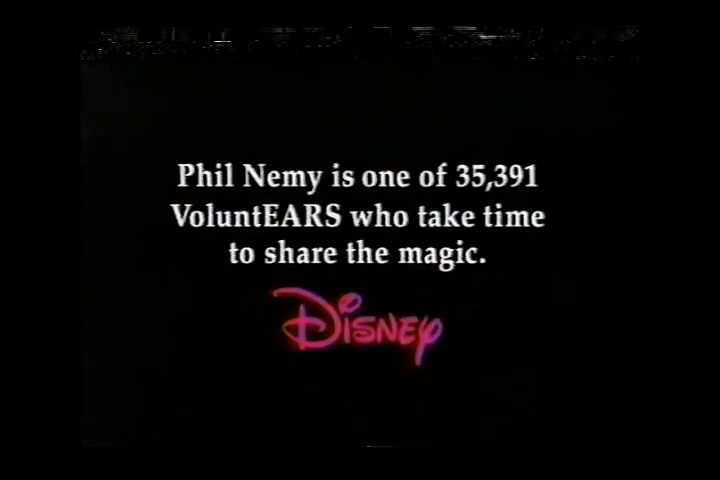 Phil Nemy is one of 35,391
VoluntEARS who take time
to share the magic.
Disney